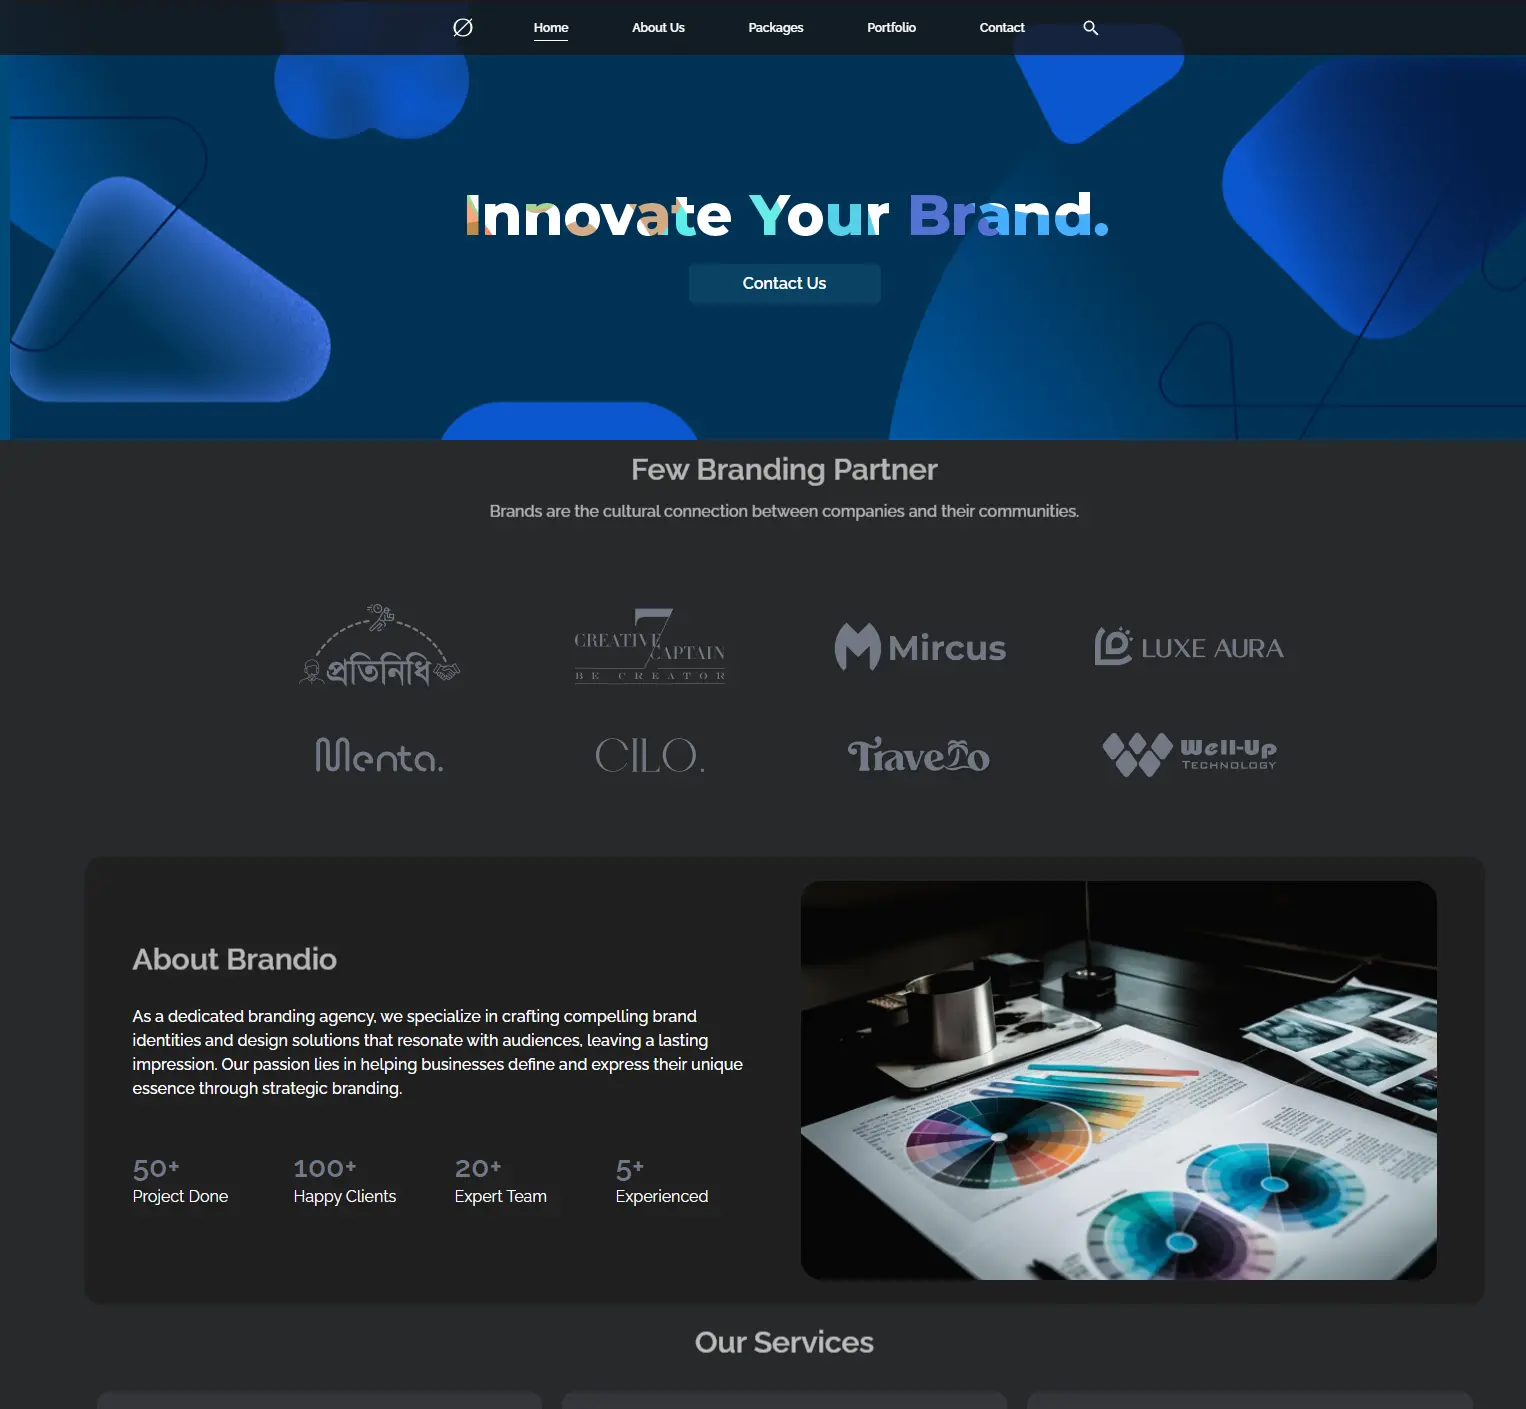 Home
About Us
Packages
Portfolio
Contact
Innovate Your Brand.
Contact Us
Few Branding Partner
Brands are the cultural connection between companies and their communities.
প্রতিনিধি
CREATIVE 7 CAPTAIN
BE CREATOR
Mircus
LUXE AURA
Menta.
CILO.
Travelo
Well-Up
TECHNOLOGY
About Brandio
As a dedicated branding agency, we specialize in crafting compelling brand
identities and design solutions that resonate with audiences, leaving a lasting
impression. Our passion lies in helping businesses define and express their unique
essence through strategic branding.
50+
Project Done
100+
Happy Clients
20+
Expert Team
5+
Experienced
Our Services